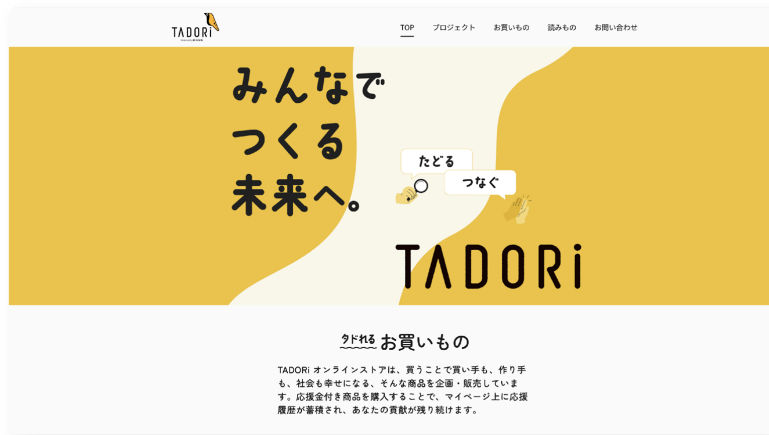 TADORi
TOP
プロジェクト
お買いもの
読みもの
お問い合わせ
みんなで
つくる
未来へ。
たどる
つなぐ
TADORi
タドれる お買いもの
TADORi オンラインストアは、買うことで買い手も、作り手
も、社会も幸せになる、そんな商品を企画・販売していま
す。応援金付き商品を購入することで、マイページ上に応援
履歴が蓄積され、あなたの貢献が残り続けます。